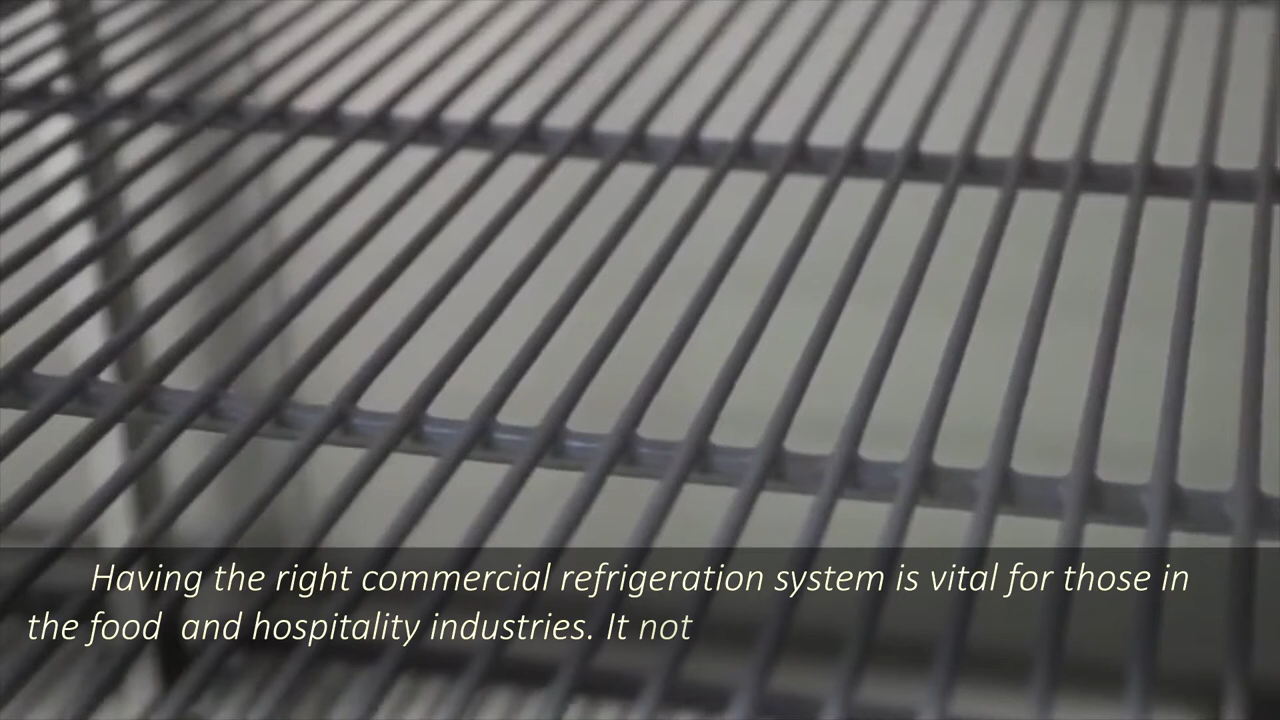 Having the right commercial refrigeration system is vital for those in
the food  and hospitality industries. It not